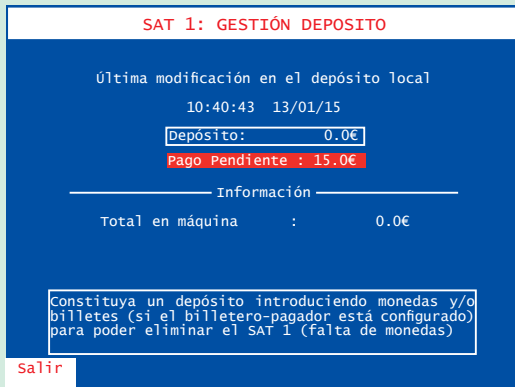 SAT 1: GESTIÓN DEPOSITO
Última modificación en el depósito local
10:40:43 13/01/15
Depósito: 0.0€
Pago Pendiente : 15.0€
Información
Total en máquina : 0.0€
Constituya un depósito introduciendo monedas y/o
billetes (si el billetero-pagador está configurado)
para poder eliminar el SAT 1 (falta de monedas)
Salir